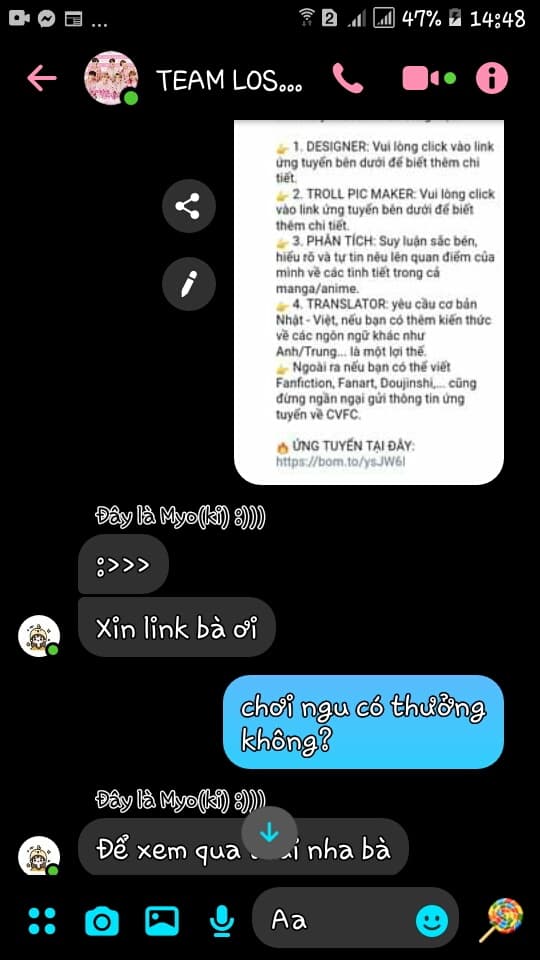 ... 47% 14:48
TEAM LOS...
👉 1. DESIGNER: Vui lòng click vào link
ứng tuyển bên dưới để biết thêm chi
tiết.
👉 2. TROLL PIC MAKER: Vui lòng click
vào link ứng tuyển bên dưới để biết
thêm chi tiết.
👉 3. PHÂN TÍCH: Suy luận sắc bén,
hiểu rõ và tự tin nêu lên quan điểm của
mình về các tình tiết trong cả
manga/anime.
👉 4. TRANSLATOR: yêu cầu cơ bản
Nhật - Việt, nếu bạn có thêm kiến thức
về các ngôn ngữ khác như
Anh/Trung... là một lợi thế.
👉 Ngoài ra nếu bạn có thể viết
Fanfiction, Fanart, Doujinshi,... cũng
đừng ngần ngại gửi thông tin ứng
tuyển về CVFC.
🔥 ỨNG TUYỂN TẠI ĐÂY:
https://bom.to/ysJW6l
Đây là Myo(ki) :)))
:>>>
Xin link bà ơi
chơi ngu có thưởng
không?
Đây là Myo(ki) :)))
Để xem qua nha bà
Aa